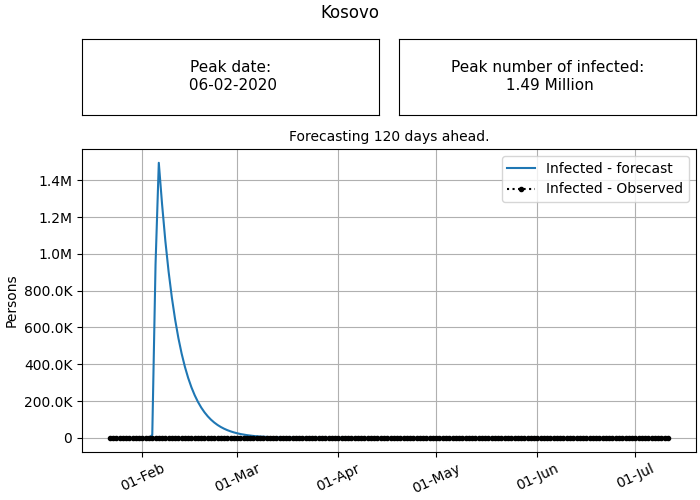 Kosovo
Peak date:
06-02-2020
Peak number of infected:
1.49 Million
Forecasting 120 days ahead.
Infected - forecast
Infected - Observed
Persons
1.4M
1.2M
1.0M
800.0K
600.0K
400.0K
200.0K
0
01-Feb
01-Mar
01-Apr
01-May
01-Jun
01-Jul